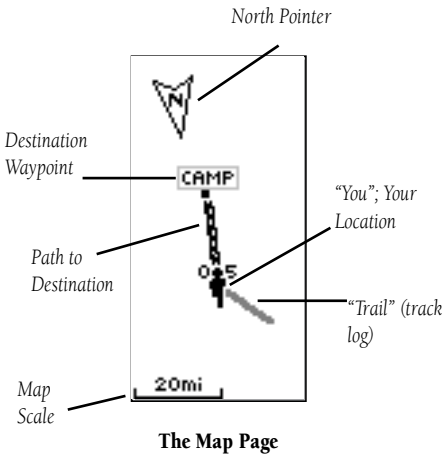 North Pointer
N
Destination
Waypoint
CAMP
“You”; Your
Location
Path to
Destination
0 5
“Trail” (track
log)
Map
Scale
20mi
The Map Page